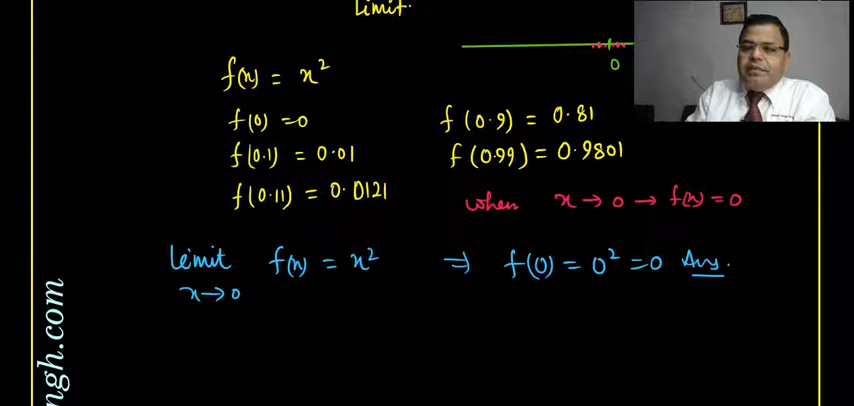 Limit.
f(x) = x²
f(0) = 0
f(0.1) = 0.01
f(0.11) = 0.0121
0
f(0.9) = 0.81
f(0.99) = 0.9801
when x → 0 → f(x) = 0
limit f(x) = x² ⇒ f(0) = 0² = 0 Ans.
x → 0
ngh.com